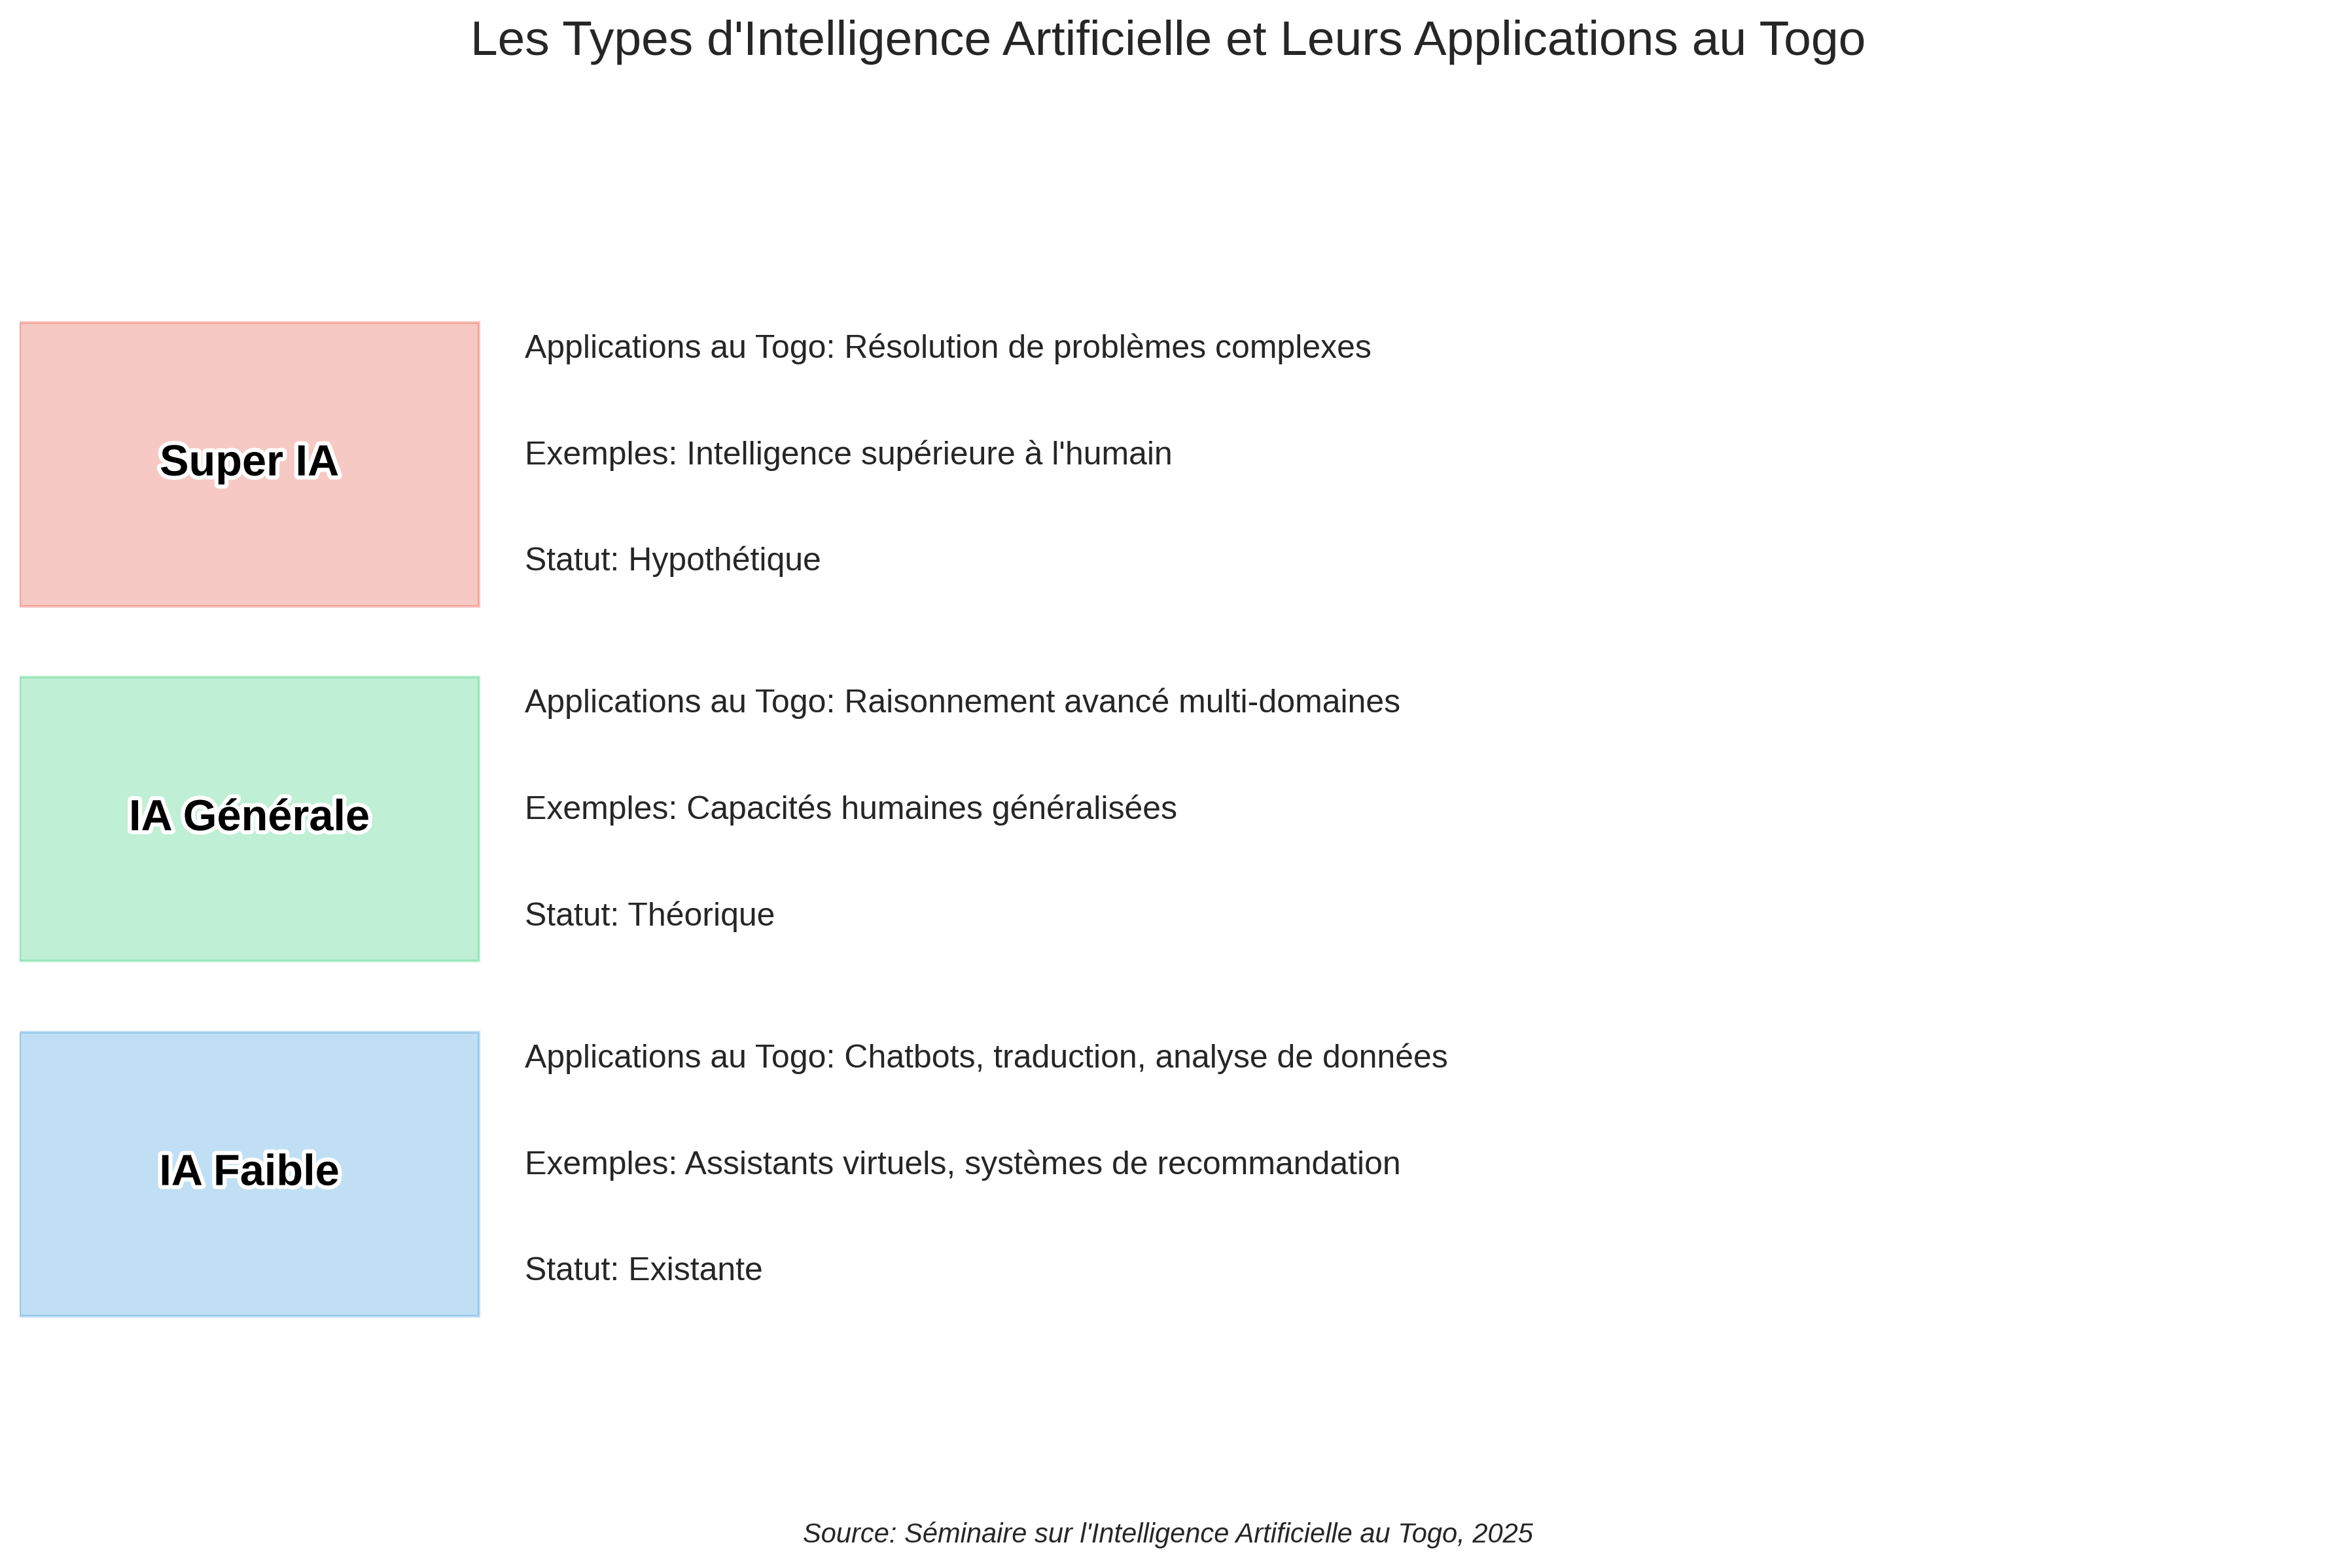 Les Types d'Intelligence Artificielle et Leurs Applications au Togo
Super IA
Applications au Togo: Résolution de problèmes complexes
Exemples: Intelligence supérieure à l'humain
Statut: Hypothétique
IA Générale
Applications au Togo: Raisonnement avancé multi-domaines
Exemples: Capacités humaines généralisées
Statut: Théorique
IA Faible
Applications au Togo: Chatbots, traduction, analyse de données
Exemples: Assistants virtuels, systèmes de recommandation
Statut: Existante
Source: Séminaire sur l'Intelligence Artificielle au Togo, 2025